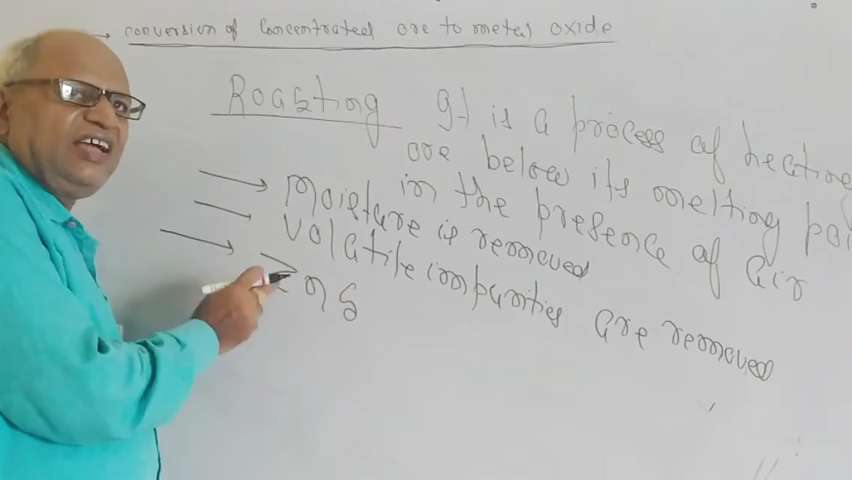 → conversion of concentrated ore to metal oxide
Roasting It is a process of heating
ore below its melting poi
in the presence of air
→ Moisture is removed
→ Volatile impurities are removed
→ ZnS